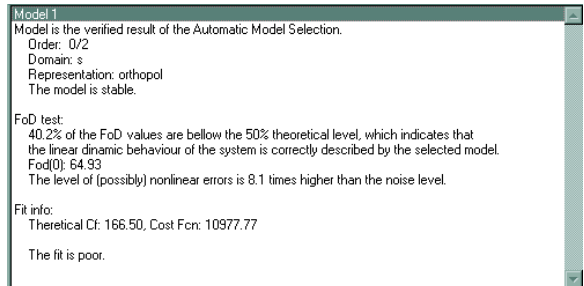 Model 1
Model is the verified result of the Automatic Model Selection.
Order: 0/2
Domain: s
Representation: orthopol
The model is stable.
FoD test:
40.2% of the FoD values are bellow the 50% theoretical level, which indicates that
the linear dinamic behaviour of the system is correctly described by the selected model.
Fod(0): 64.93
The level of (possibly) nonlinear errors is 8.1 times higher than the noise level.
Fit info:
Theretical Cf: 166.50, Cost Fcn: 10977.77
The fit is poor.